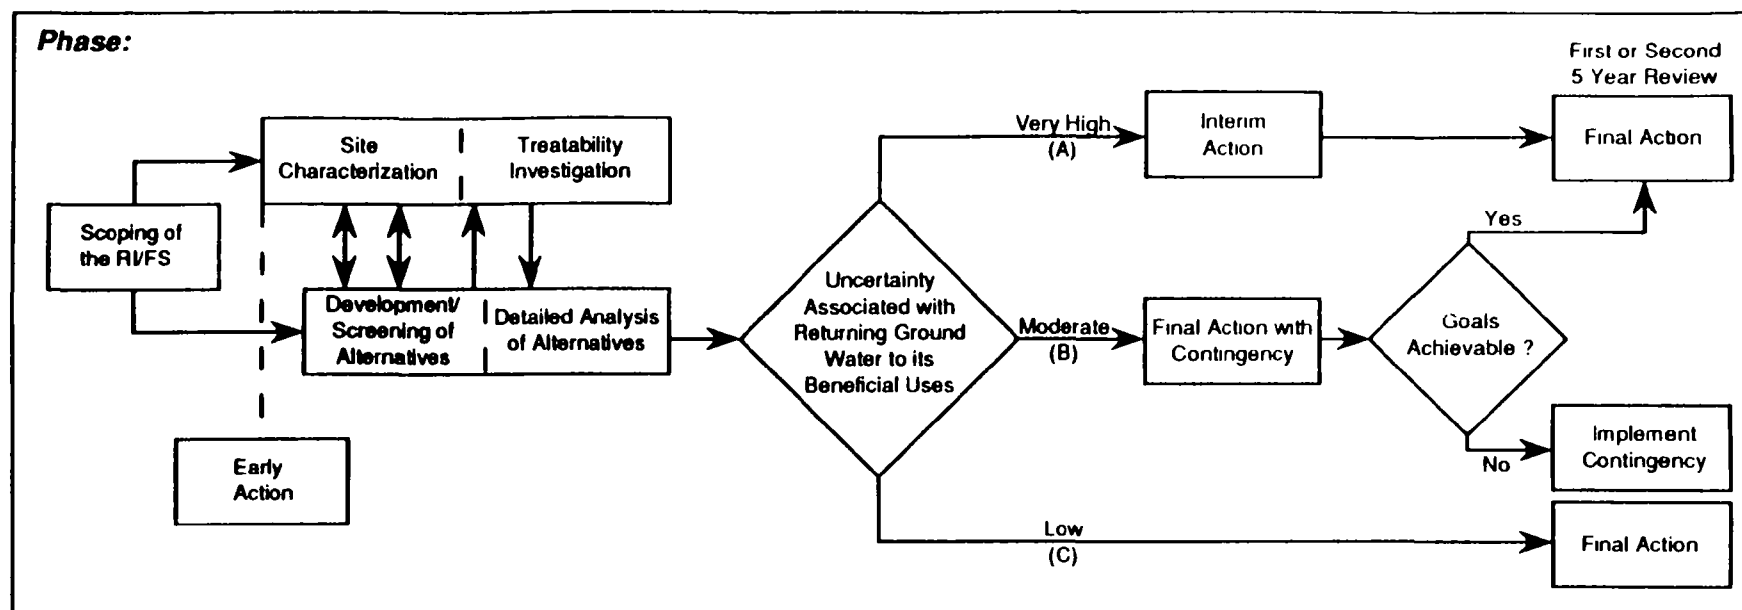 Phase:
First or Second
5 Year Review
Site
Characterization
Treatability
Investigation
Very High
(A)
Interim
Action
Final Action
Scoping of
the RI/FS
Yes
Development/
Screening of
Alternatives
Detailed Analysis
of Alternatives
Uncertainty
Associated with
Returning Ground
Water to its
Beneficial Uses
Moderate
(B)
Final Action with
Contingency
Goals
Achievable ?
Early
Action
No
Implement
Contingency
Low
(C)
Final Action